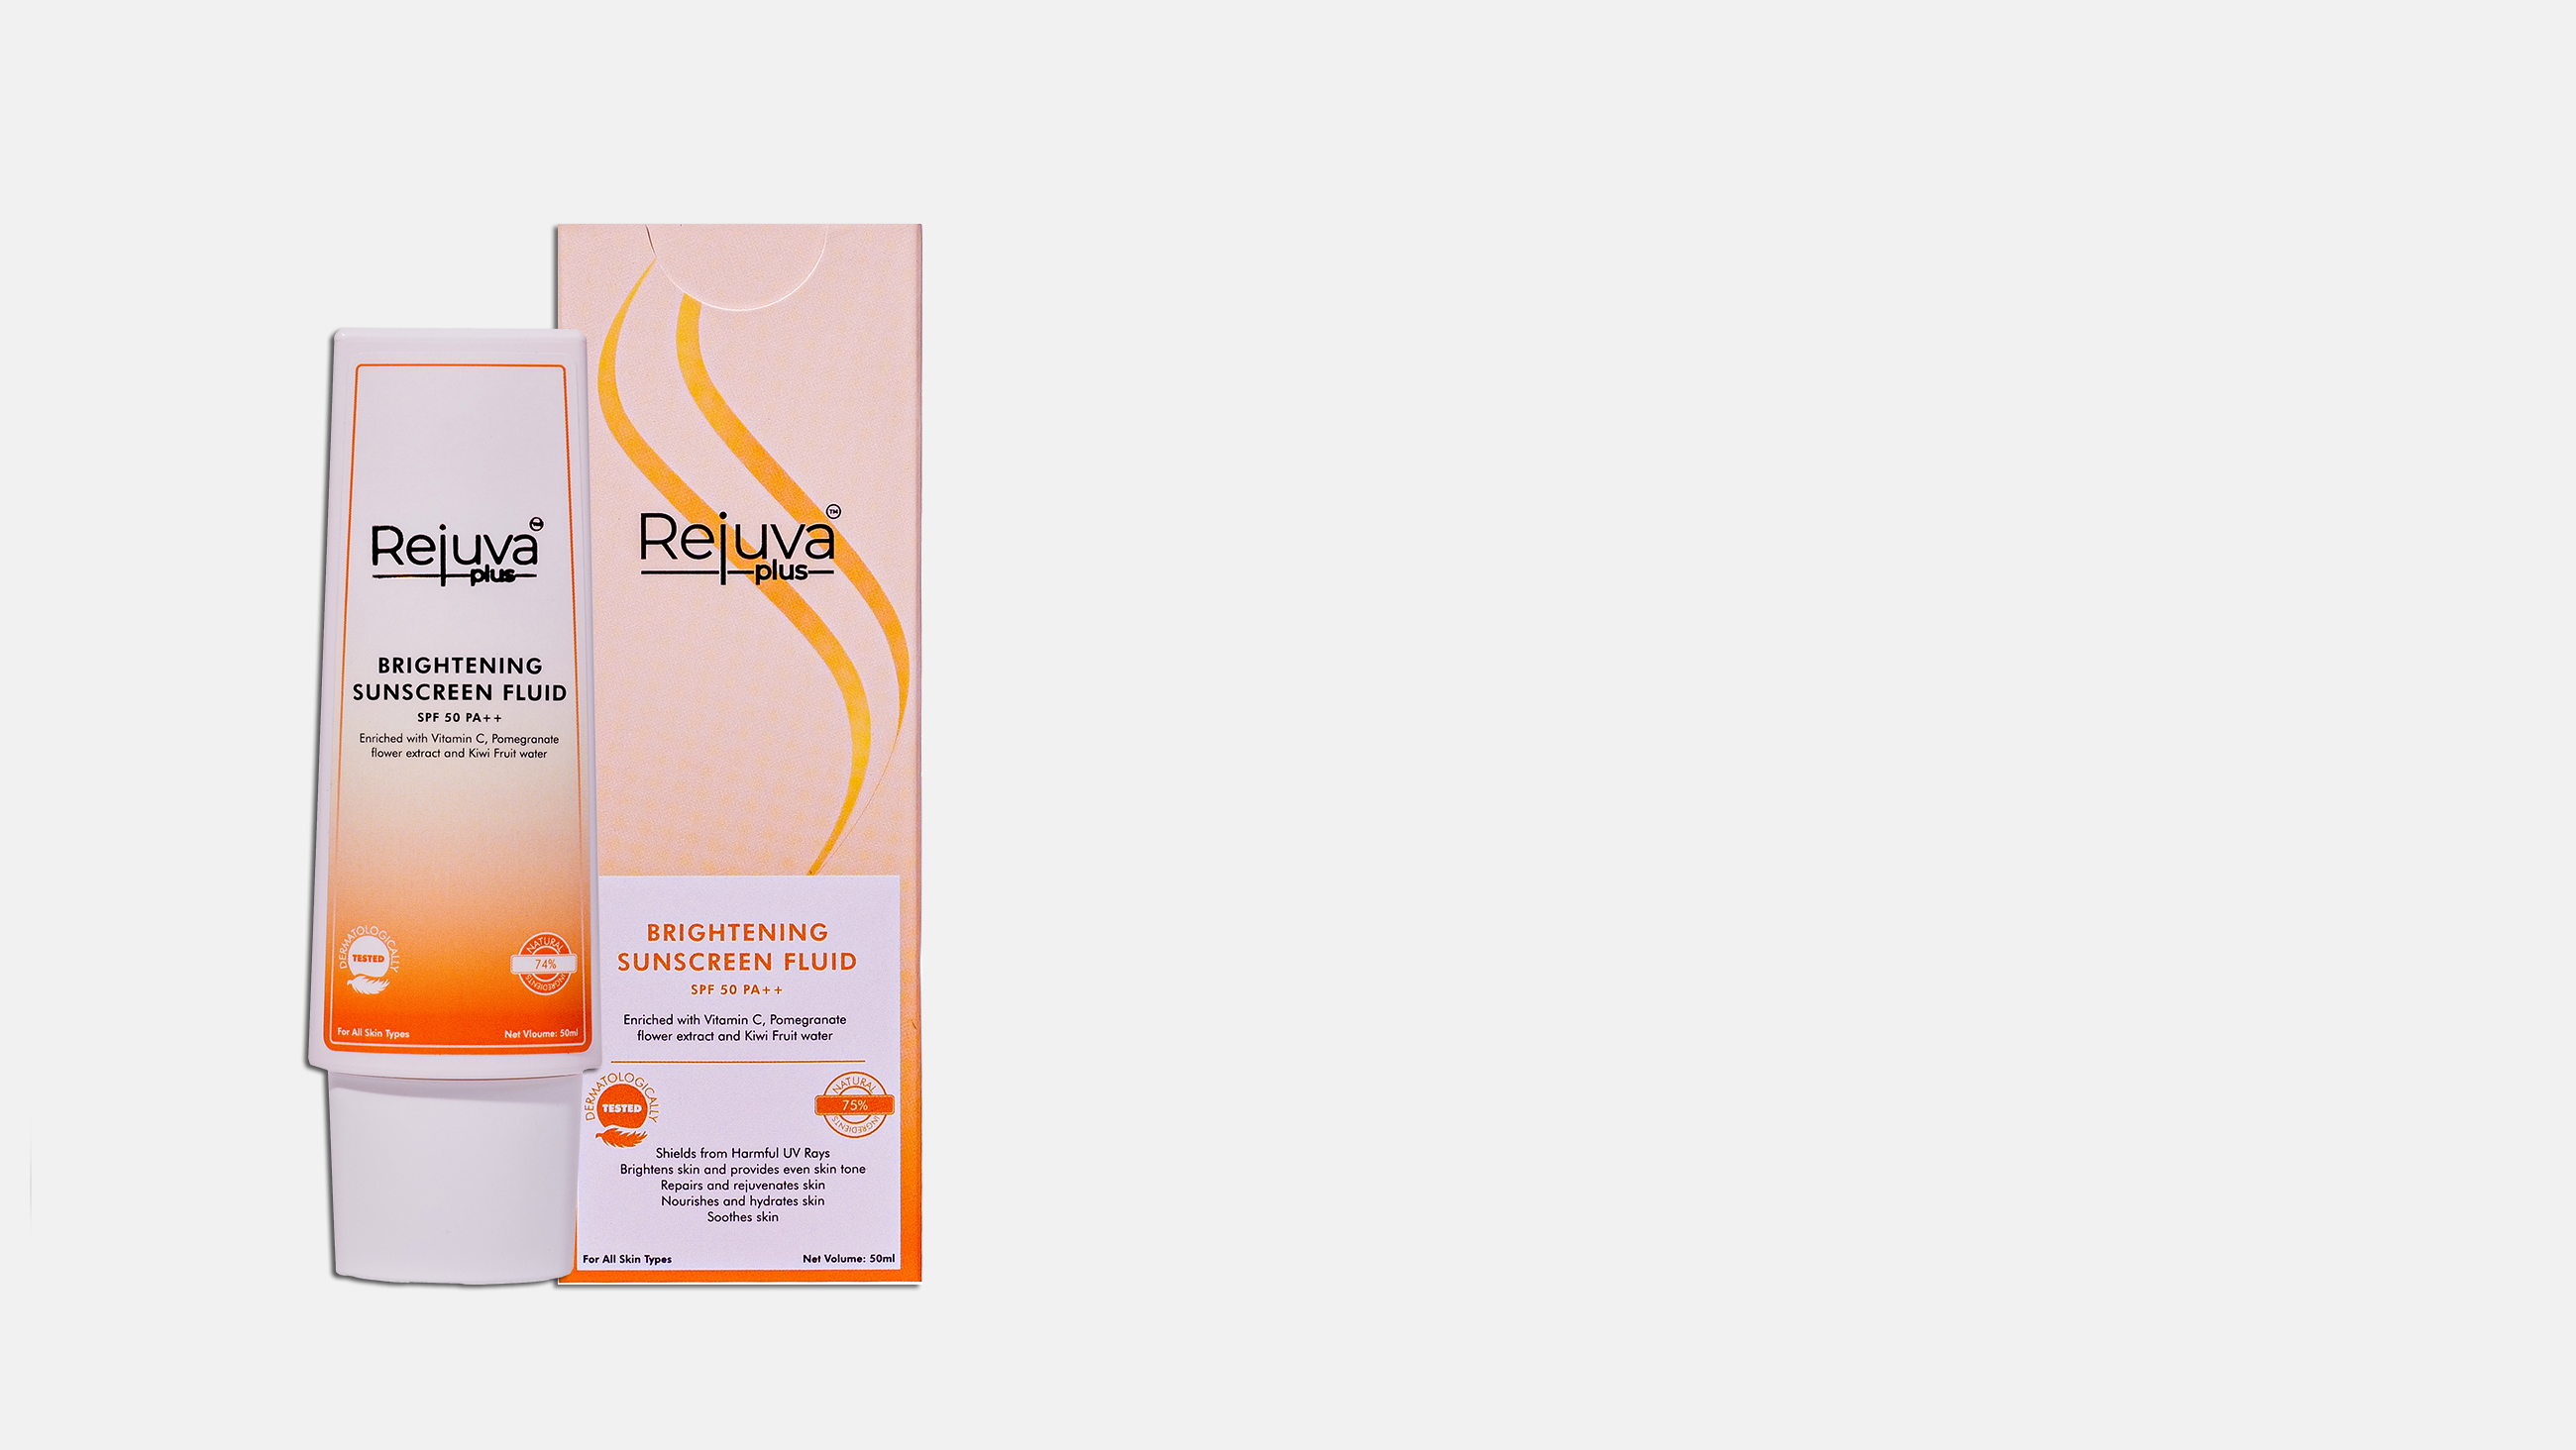 Rejuva
TM
plus
BRIGHTENING
SUNSCREEN FLUID
SPF 50 PA++
Enriched with Vitamin C, Pomegranate
flower extract and Kiwi Fruit water
DERMATOLOGICALLY
TESTED
NATURAL
74%
INGREDIENTS
For All Skin Types
Net Vloume: 50ml
Rejuva
TM
plus
BRIGHTENING
SUNSCREEN FLUID
SPF 50 PA++
Enriched with Vitamin C, Pomegranate
flower extract and Kiwi Fruit water
DERMATOLOGICALLY
TESTED
NATURAL
75%
INGREDIENTS
Shields from Harmful UV Rays
Brightens skin and provides even skin tone
Repairs and rejuvenates skin
Nourishes and hydrates skin
Soothes skin
For All Skin Types
Net Volume: 50ml